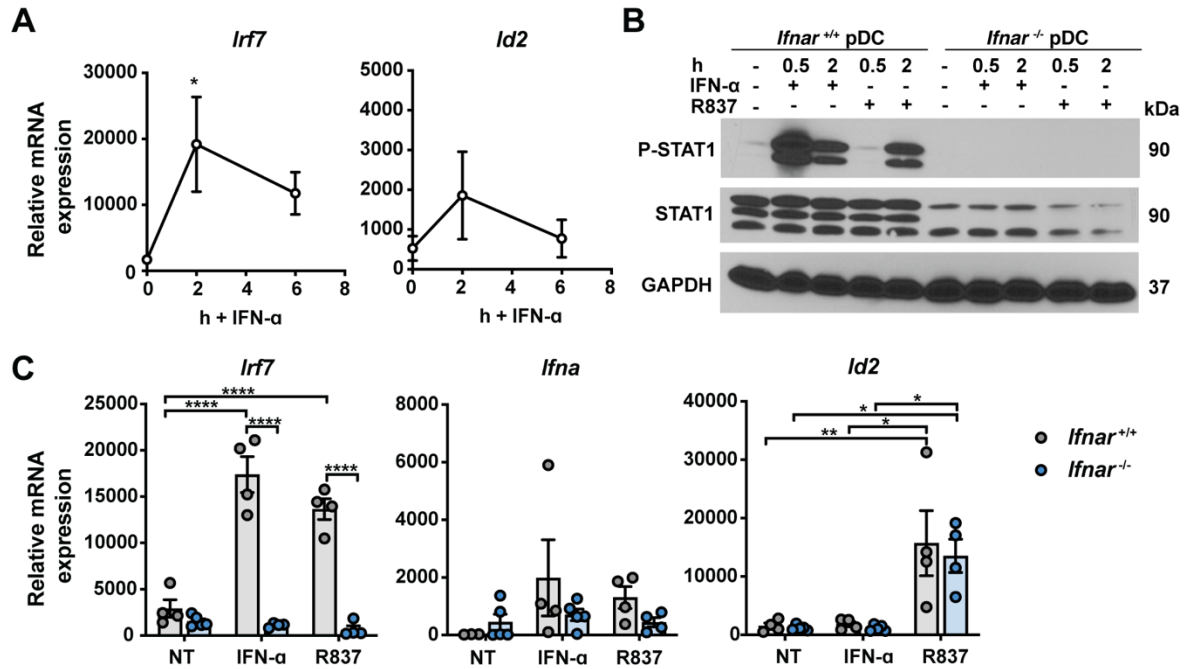 A
Irf7
Id2
Relative mRNA
expression
30000
20000
10000
0
0 2 4 6 8
*
h + IFN-α
5000
4000
3000
2000
1000
0
0 2 4 6 8
h + IFN-α
B
Ifnar +/+ pDC
Ifnar -/- pDC
h - 0.5 2 0.5 2 - 0.5 2 0.5 2
IFN-α - + + - + +
R837 - + + - + +
kDa
P-STAT1 90
STAT1 90
GAPDH 37
C
Irf7
Ifna
Id2
Relative mRNA
expression
25000
20000
15000
10000
5000
0
****
****
****
****
NT IFN-α R837
8000
6000
4000
2000
0
NT IFN-α R837
40000
30000
20000
10000
0
*
*
*
**
NT IFN-α R837
Ifnar +/+
Ifnar -/-